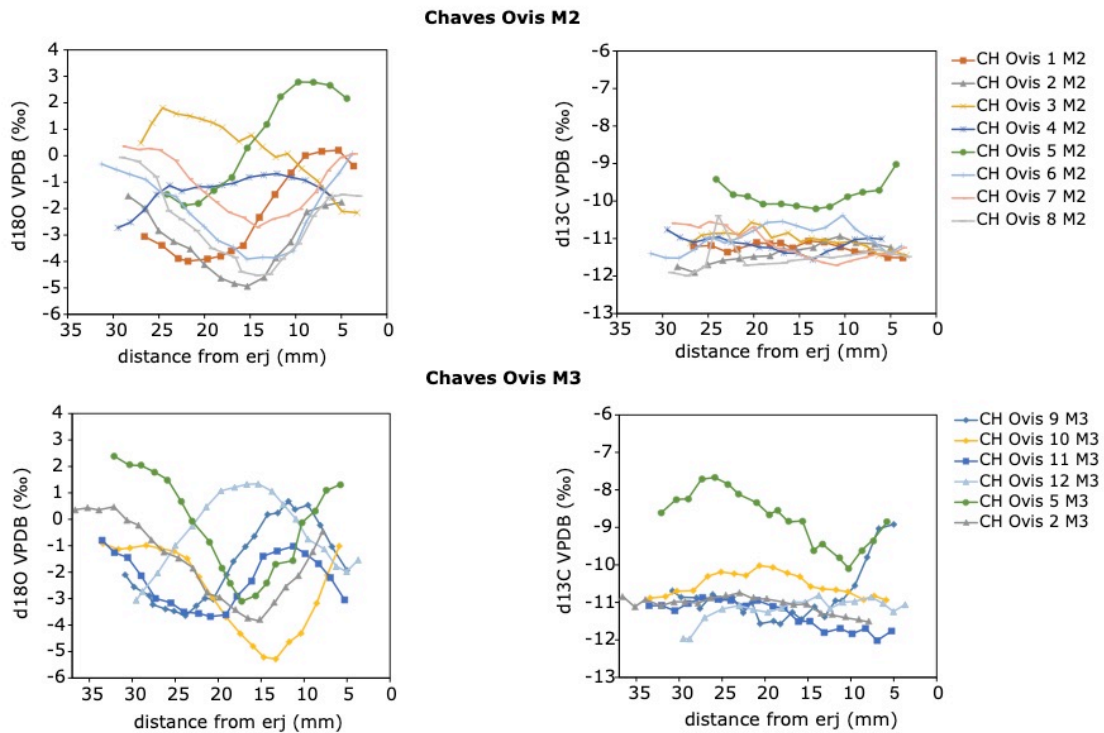 Chaves Ovis M2
d18O VPDB (‰)
4
3
2
1
0
-1
-2
-3
-4
-5
-6
35 30 25 20 15 10 5 0
distance from erj (mm)
d13C VPDB (‰)
-6
-7
-8
-9
-10
-11
-12
-13
35 30 25 20 15 10 5 0
distance from erj (mm)
CH Ovis 1 M2
CH Ovis 2 M2
CH Ovis 3 M2
CH Ovis 4 M2
CH Ovis 5 M2
CH Ovis 6 M2
CH Ovis 7 M2
CH Ovis 8 M2
Chaves Ovis M3
d18O VPDB (‰)
4
3
2
1
0
-1
-2
-3
-4
-5
-6
35 30 25 20 15 10 5 0
distance from erj (mm)
d13C VPDB (‰)
-6
-7
-8
-9
-10
-11
-12
-13
35 30 25 20 15 10 5 0
distance from erj (mm)
CH Ovis 9 M3
CH Ovis 10 M3
CH Ovis 11 M3
CH Ovis 12 M3
CH Ovis 5 M3
CH Ovis 2 M3